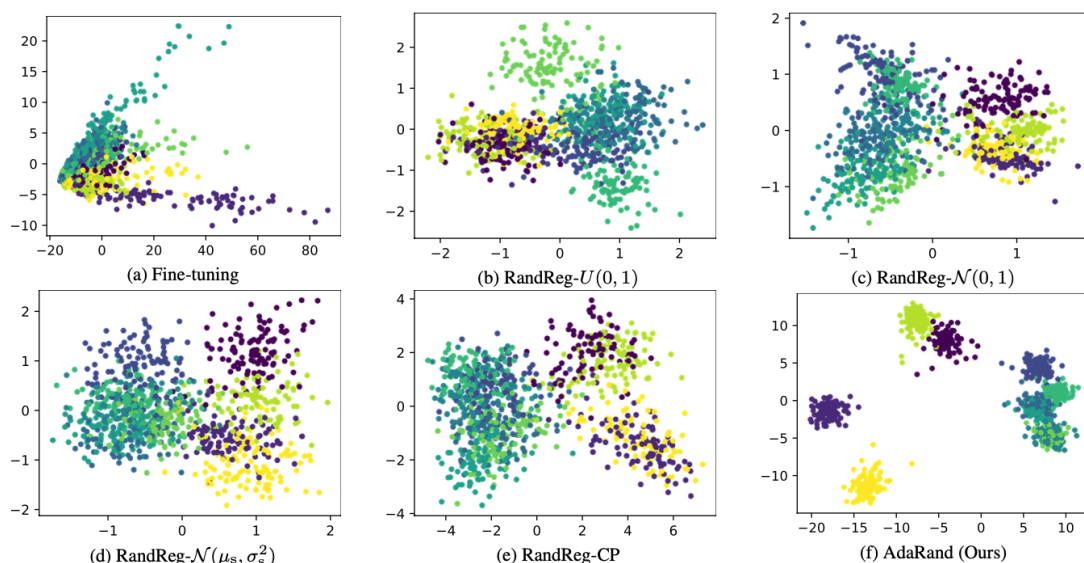 20
15
10
5
0
−5
−10
−20 0 20 40 60 80
(a) Fine-tuning
2
1
0
−1
−2
−2 −1 0 1 2
(b) RandReg-U(0, 1)
2
1
0
−1
−1 0 1
(c) RandReg-𝒩(0, 1)
2
1
0
−1
−2
−1 0 1 2
(d) RandReg-𝒩(μₛ, σₛ²)
4
2
0
−2
−4
−4 −2 0 2 4 6
(e) RandReg-CP
10
5
0
−5
−10
−20 −15 −10 −5 0 5 10
(f) AdaRand (Ours)